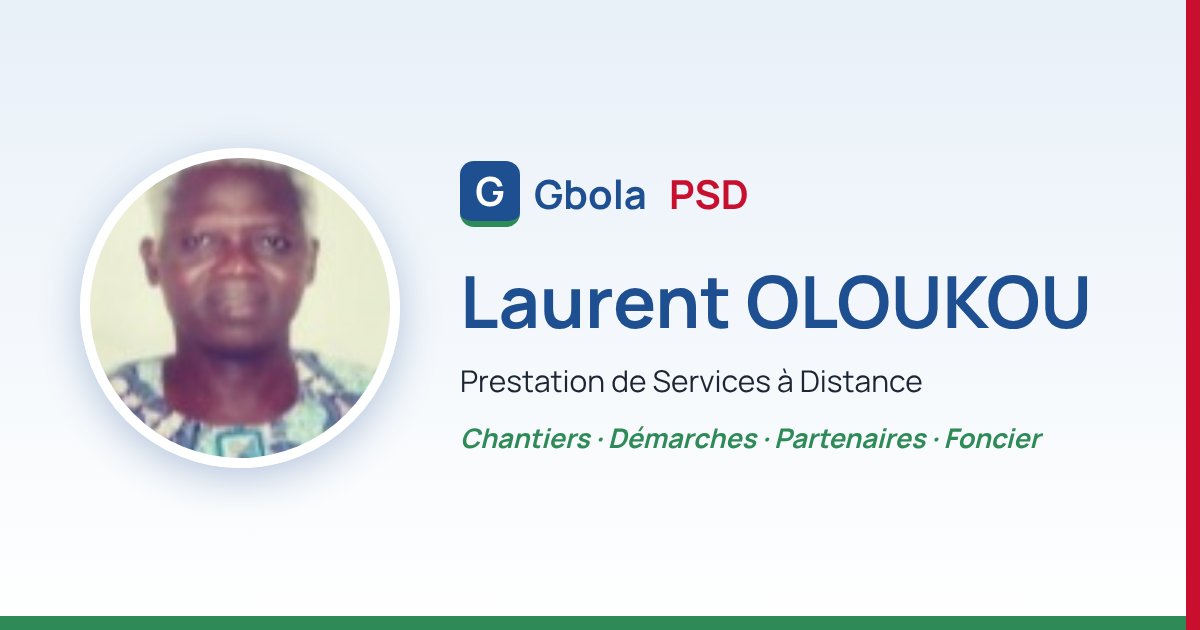 G Gbola PSD
Laurent OLOUKOU
Prestation de Services à Distance
Chantiers · Démarches · Partenaires · Foncier